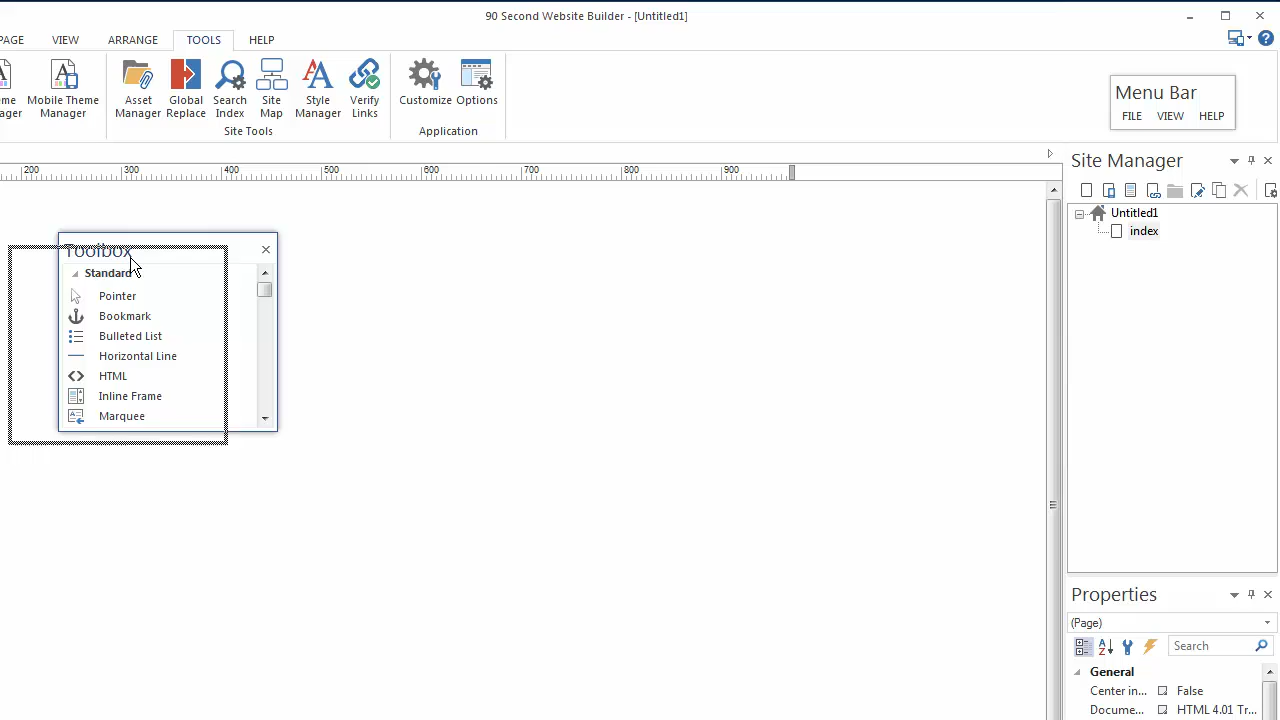 90 Second Website Builder - [Untitled1]
PAGE VIEW ARRANGE TOOLS HELP
Mobile Theme Manager
Asset Manager
Global Replace
Search Index
Site Map
Style Manager
Verify Links
Site Tools
Customize
Options
Application
Menu Bar
FILE VIEW HELP
200 300 400 500 600 700 800 900
Toolbox
Standard
Pointer
Bookmark
Bulleted List
Horizontal Line
HTML
Inline Frame
Marquee
Site Manager
Untitled1
index
Properties
(Page)
Search
General
Center in... False
Docume... HTML 4.01 Tr...